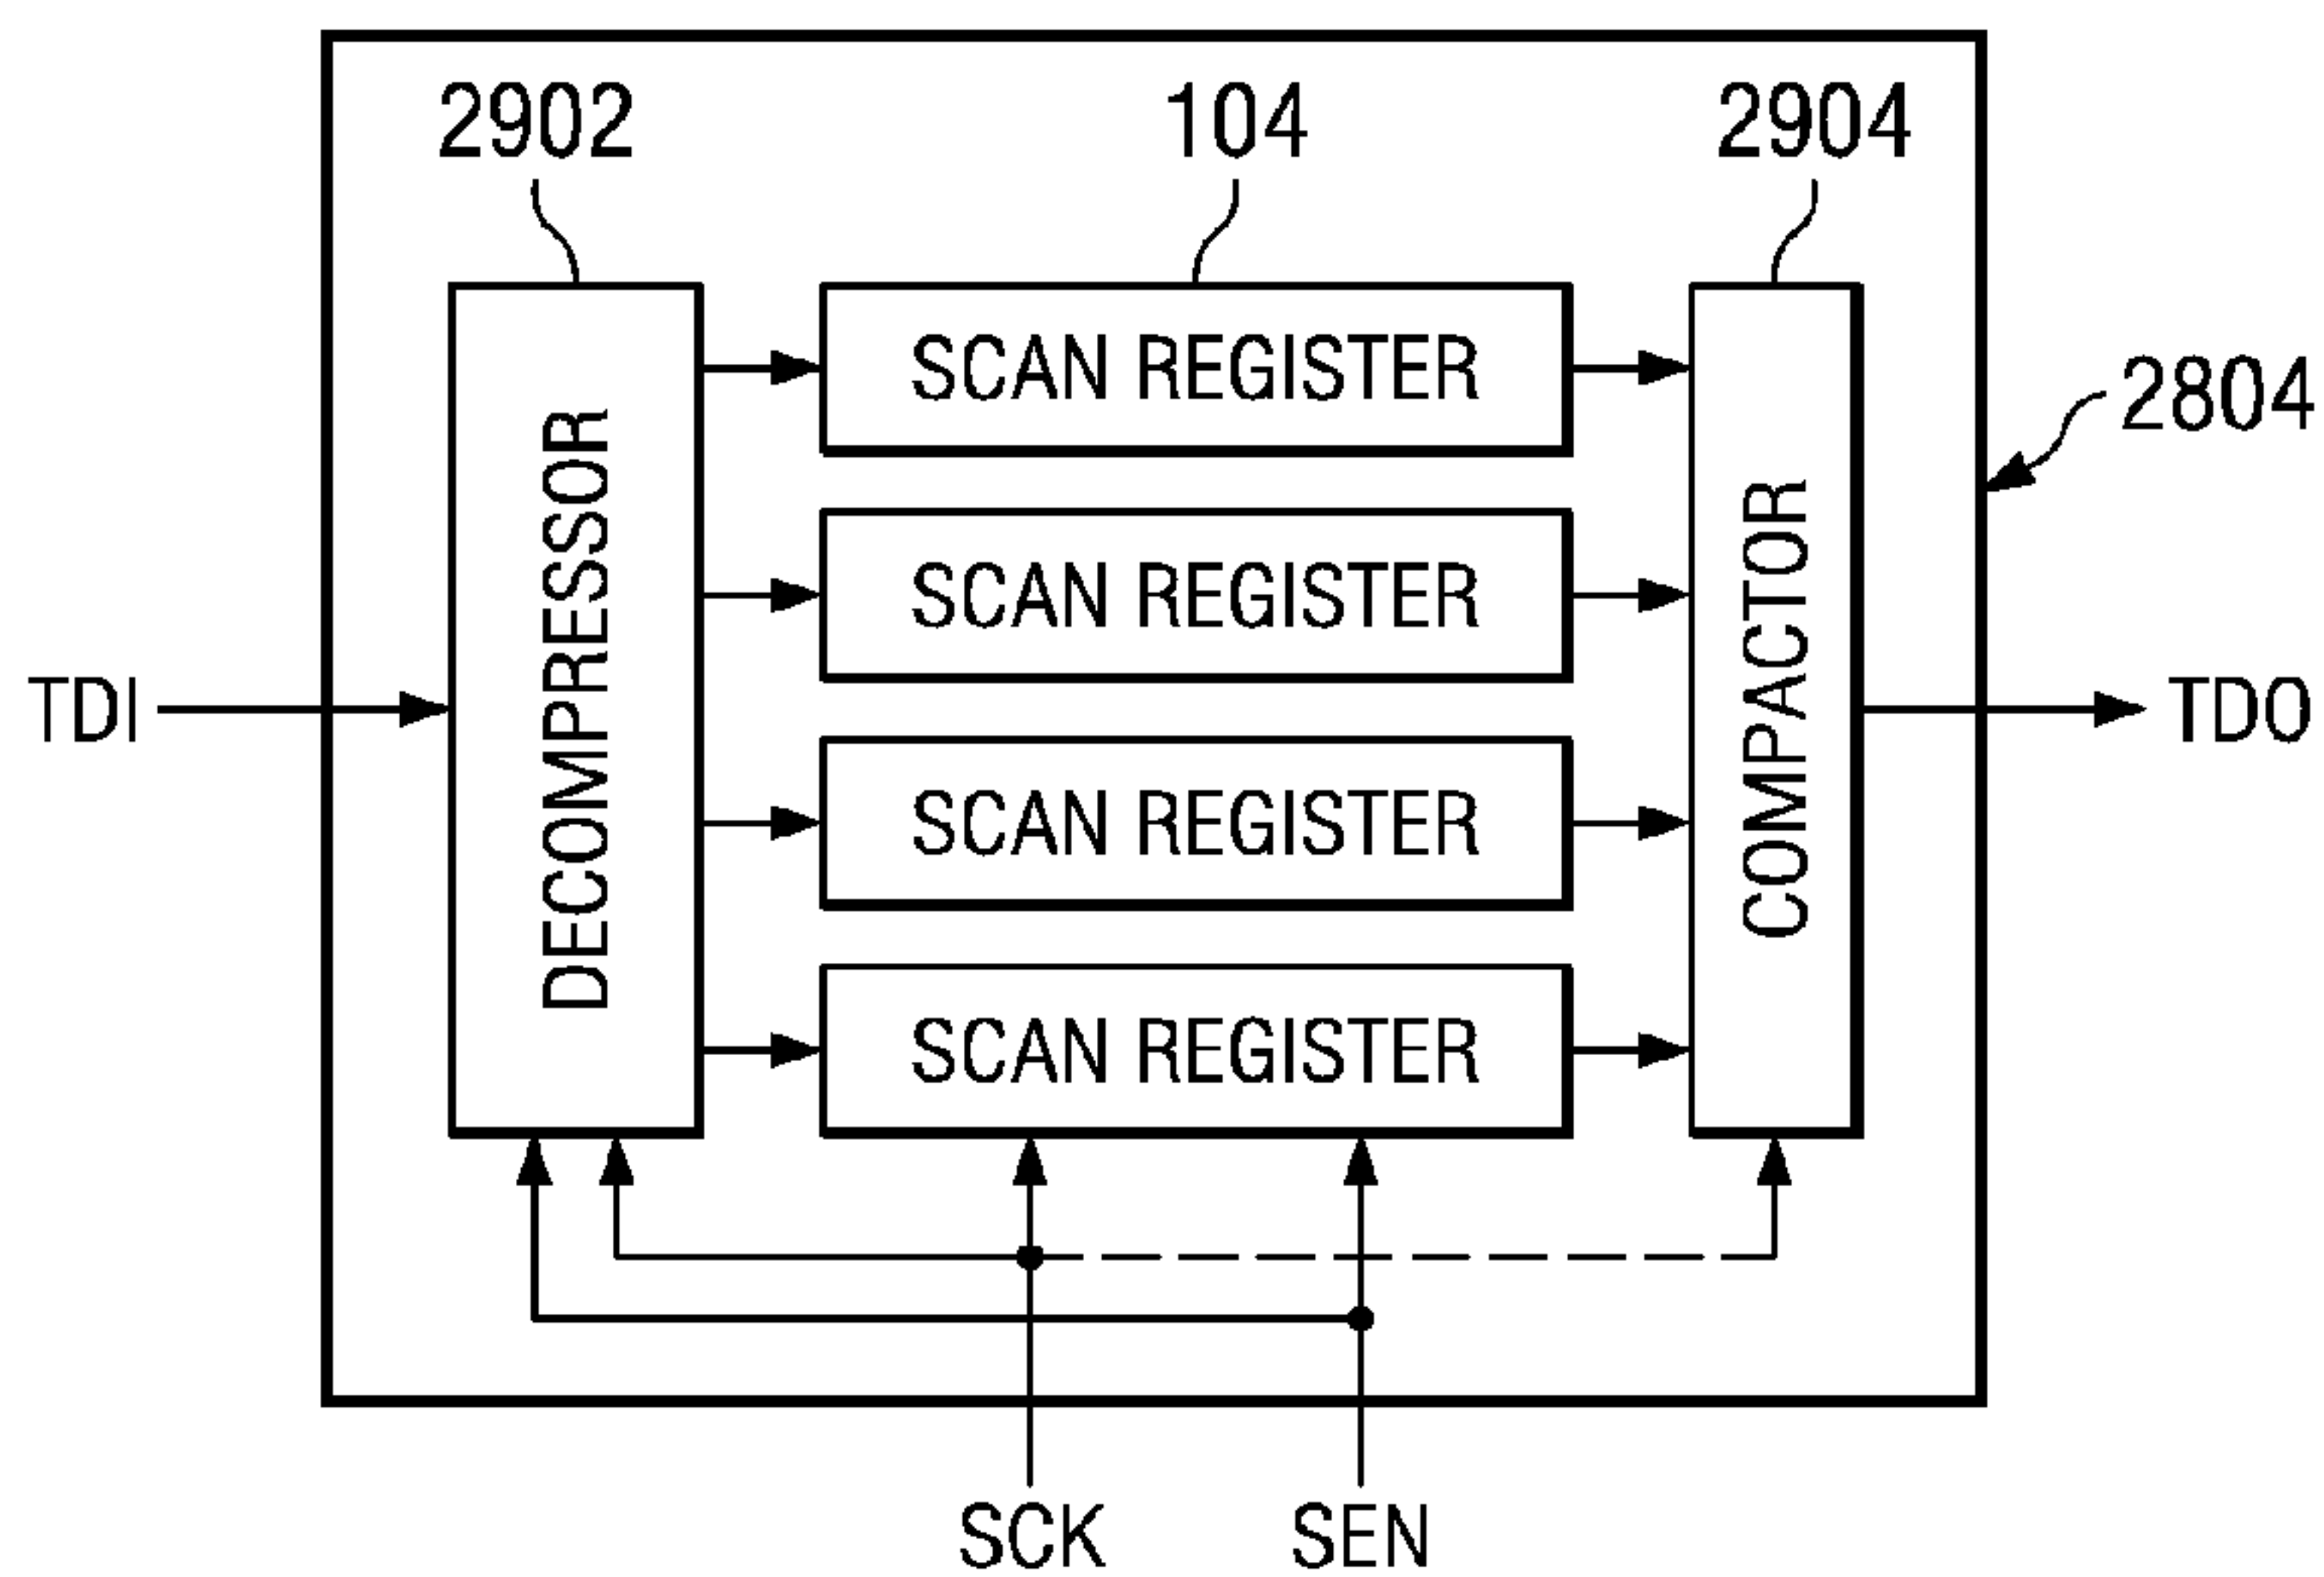 2902
104
2904
SCAN REGISTER
2804
SCAN REGISTER
DECOMPRESSOR
COMPACTOR
TDI
TDO
SCAN REGISTER
SCAN REGISTER
SCK
SEN